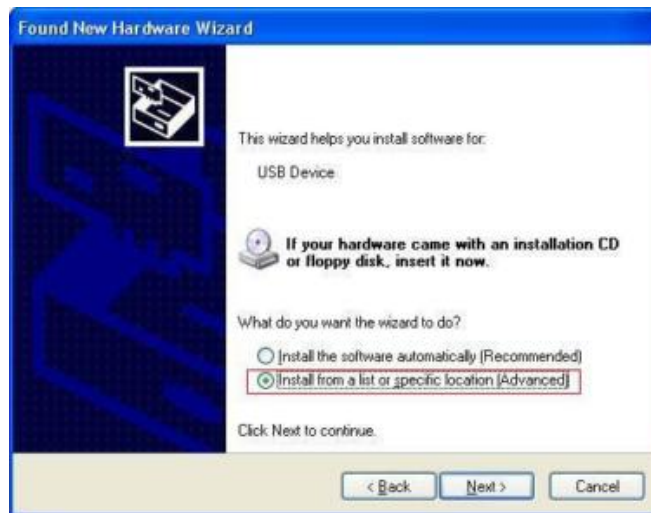 Found New Hardware Wizard
This wizard helps you install software for:
USB Device
If your hardware came with an installation CD
or floppy disk, insert it now.
What do you want the wizard to do?
Install the software automatically (Recommended)
Install from a list or specific location (Advanced)
Click Next to continue.
< Back
Next >
Cancel